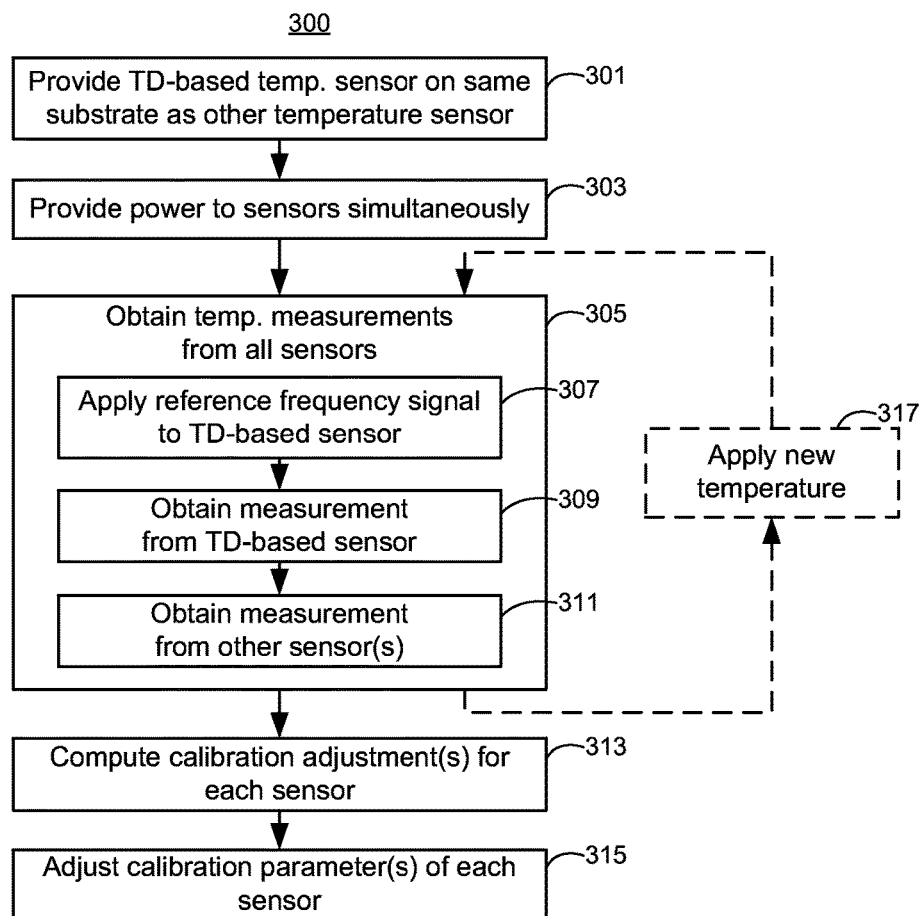 300
Provide TD-based temp. sensor on same
substrate as other temperature sensor
301
Provide power to sensors simultaneously
303
Obtain temp. measurements
from all sensors
305
Apply reference frequency signal
to TD-based sensor
307
Obtain measurement
from TD-based sensor
309
Obtain measurement
from other sensor(s)
311
Apply new
temperature
317
Compute calibration adjustment(s) for
each sensor
313
Adjust calibration parameter(s) of each
sensor
315